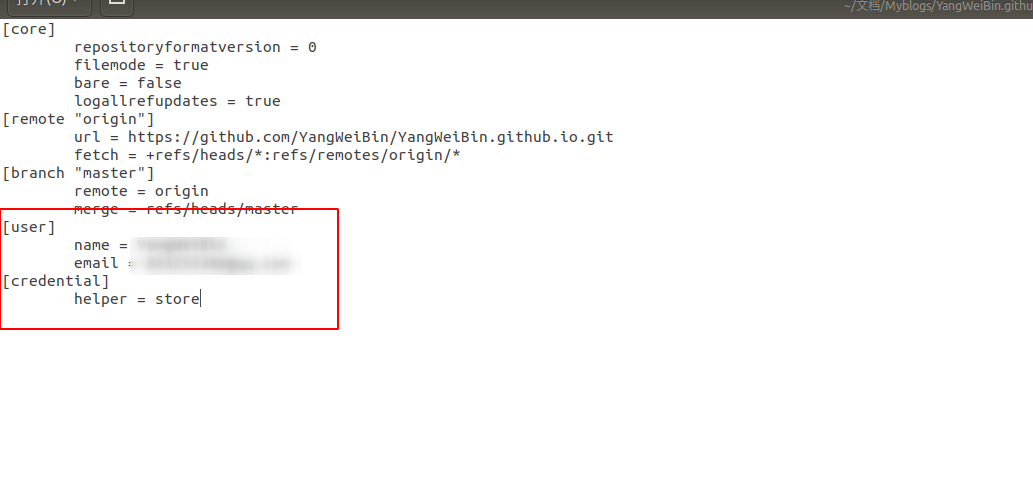 打开(O)
~/文档/Myblogs/YangWeiBin.githu
[core]
        repositoryformatversion = 0
        filemode = true
        bare = false
        logallrefupdates = true
[remote "origin"]
        url = https://github.com/YangWeiBin/YangWeiBin.github.io.git
        fetch = +refs/heads/*:refs/remotes/origin/*
[branch "master"]
        remote = origin
        merge = refs/heads/master
[user]
        name =
        email =
[credential]
        helper = store